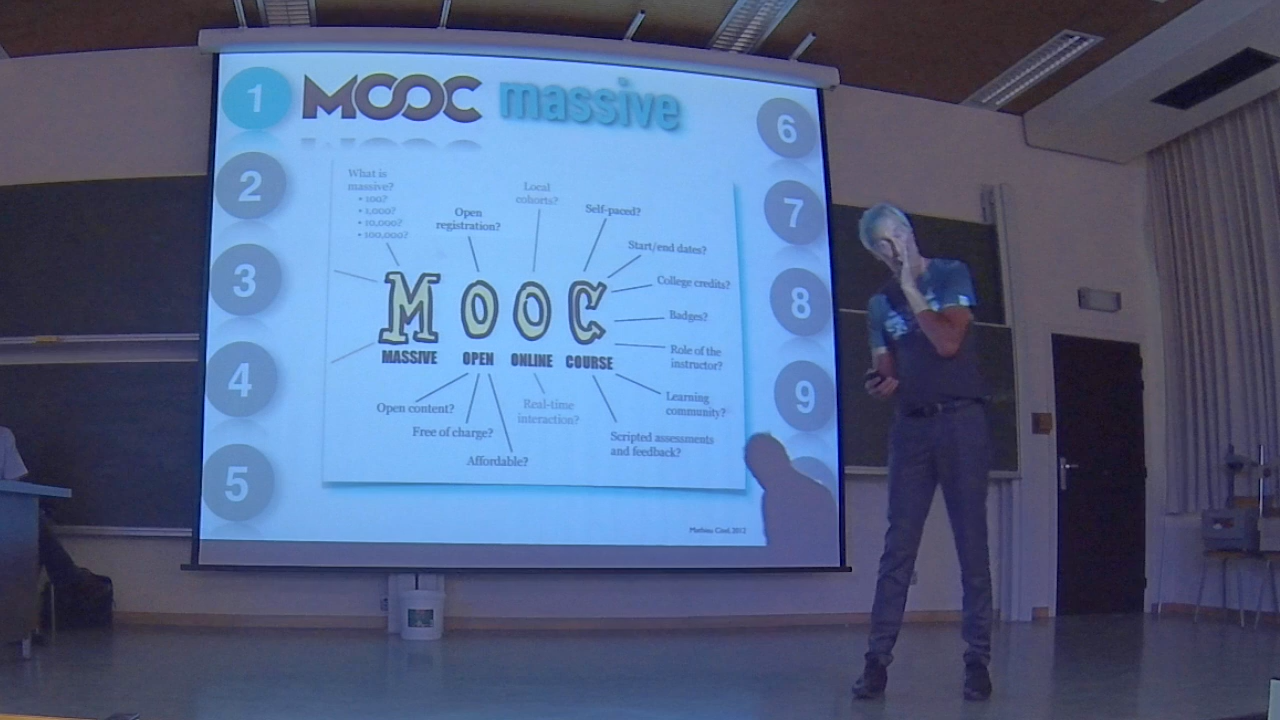 1
MOOC massive
6
2
7
3
8
4
9
5
What is
massive?
• 100?
• 1,000?
• 10,000?
• 100,000?
Open
registration?
Local
cohorts?
Self-paced?
Start/end dates?
College credits?
Badges?
Role of the
instructor?
Learning
community?
Scripted assessments
and feedback?
MOOC
MASSIVE OPEN ONLINE COURSE
Open content?
Free of charge?
Affordable?
Real-time
interaction?
2012